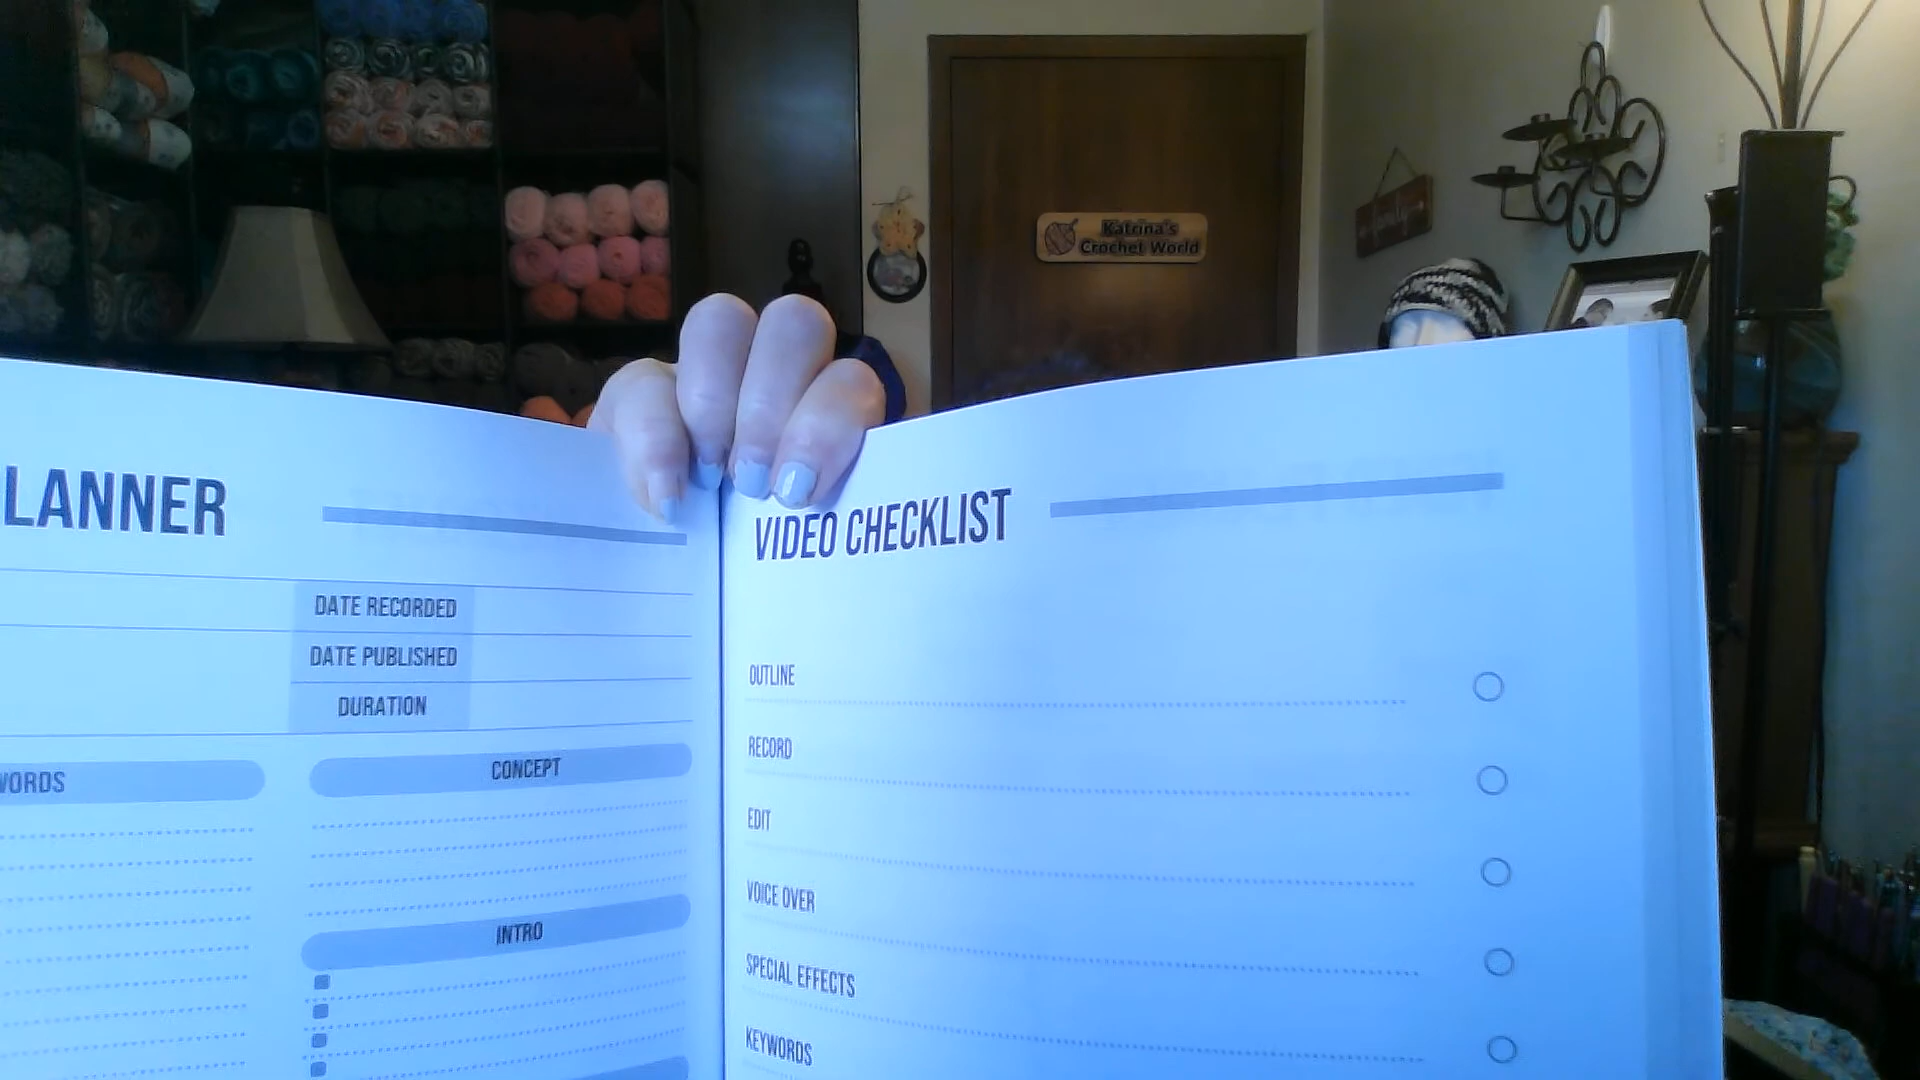 Katrina's
Crochet World
family
LANNER
DATE RECORDED
DATE PUBLISHED
DURATION
WORDS
CONCEPT
INTRO
VIDEO CHECKLIST
OUTLINE
RECORD
EDIT
VOICE OVER
SPECIAL EFFECTS
KEYWORDS